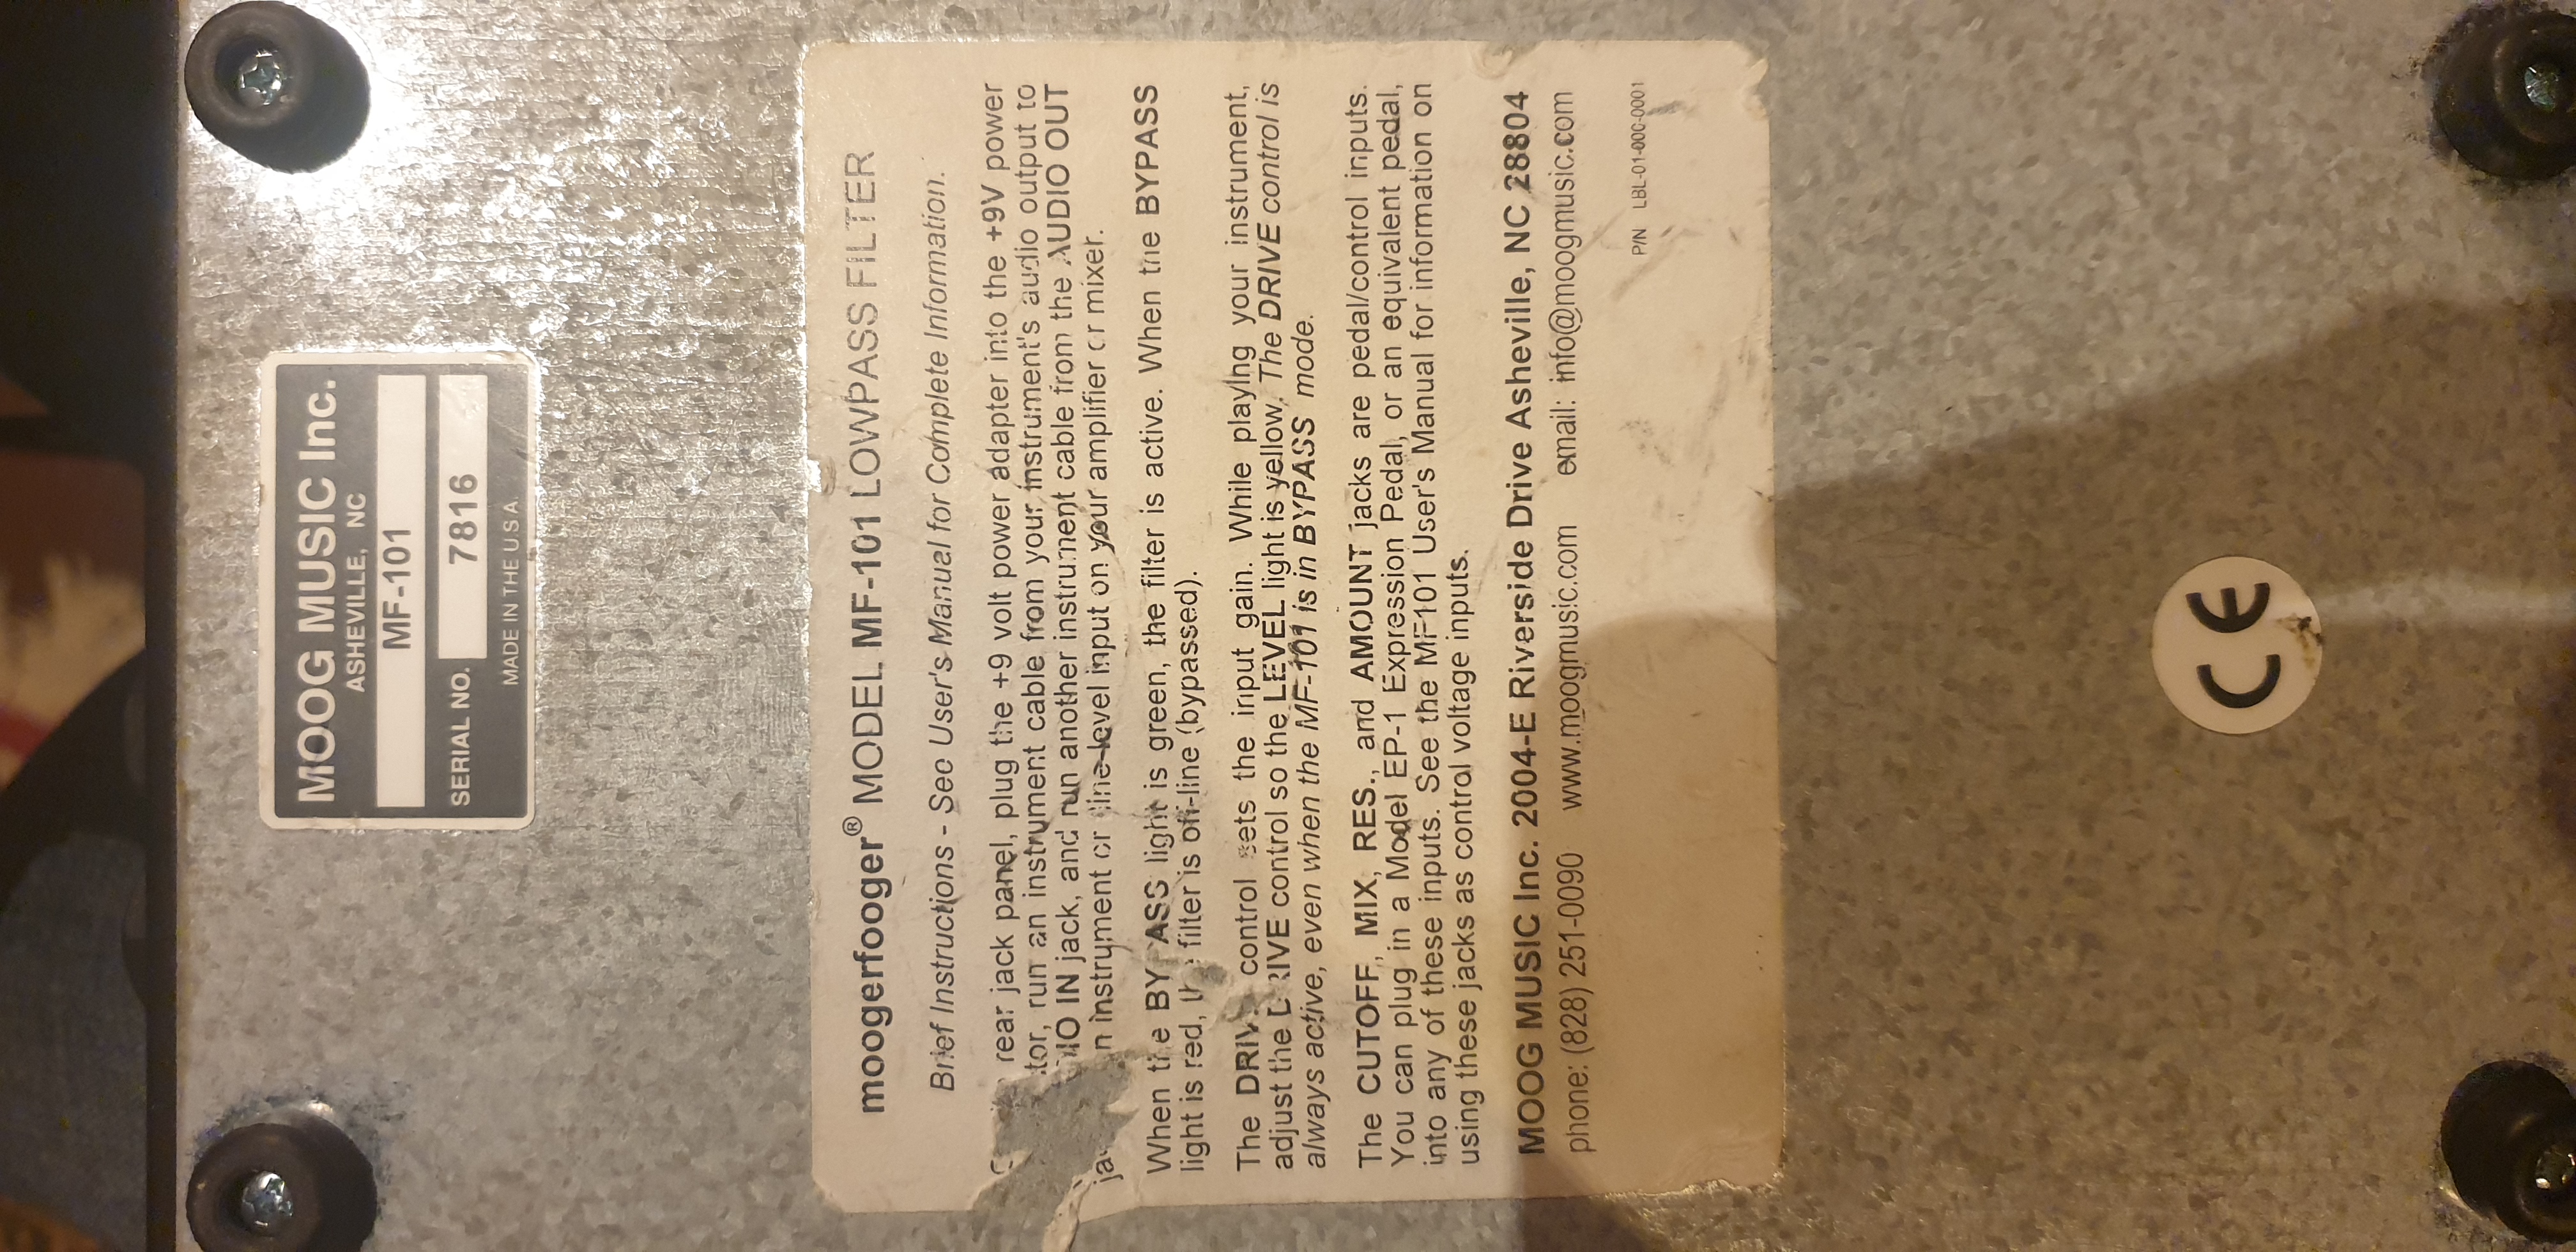 MOOG MUSIC Inc.
ASHEVILLE, NC
MF-101
SERIAL NO. 7816
MADE IN THE U S A
moogerfooger® MODEL MF-101 LOWPASS FILTER
Brief Instructions - See User's Manual for Complete Information.
rear jack panel, plug the +9 volt power adapter into the +9V power
run an instrument cable from your instrument's audio output to
IN jack, and run another instrument cable from the AUDIO OUT
instrument or line-level input on your amplifier or mixer.
When the BYPASS light is green, the filter is active. When the BYPASS
light is red, the filter is off-line (bypassed).
The DRIVE control sets the input gain. While playing your instrument,
adjust the DRIVE control so the LEVEL light is yellow. The DRIVE control is
always active, even when the MF-101 is in BYPASS mode.
The CUTOFF, MIX, RES., and AMOUNT jacks are pedal/control inputs.
You can plug in a Model EP-1 Expression Pedal, or an equivalent pedal,
into any of these inputs. See the MF101 User's Manual for information on
using these jacks as control voltage inputs.
MOOG MUSIC Inc. 2004-E Riverside Drive Asheville, NC 28804
phone: (828) 251-0090 www.moogmusic.com email: info@moogmusic.com
P/N LBL-01-000-0001
CE